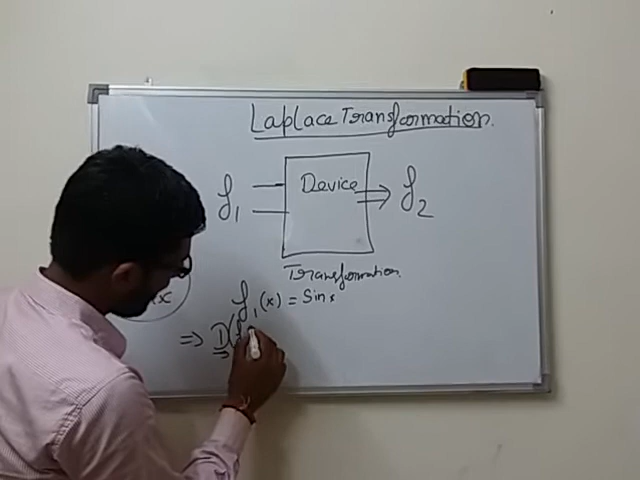 Laplace Transformation.
f1 Device f2
Transformation.
f1(x) = Sin x
⇒ D(f
x